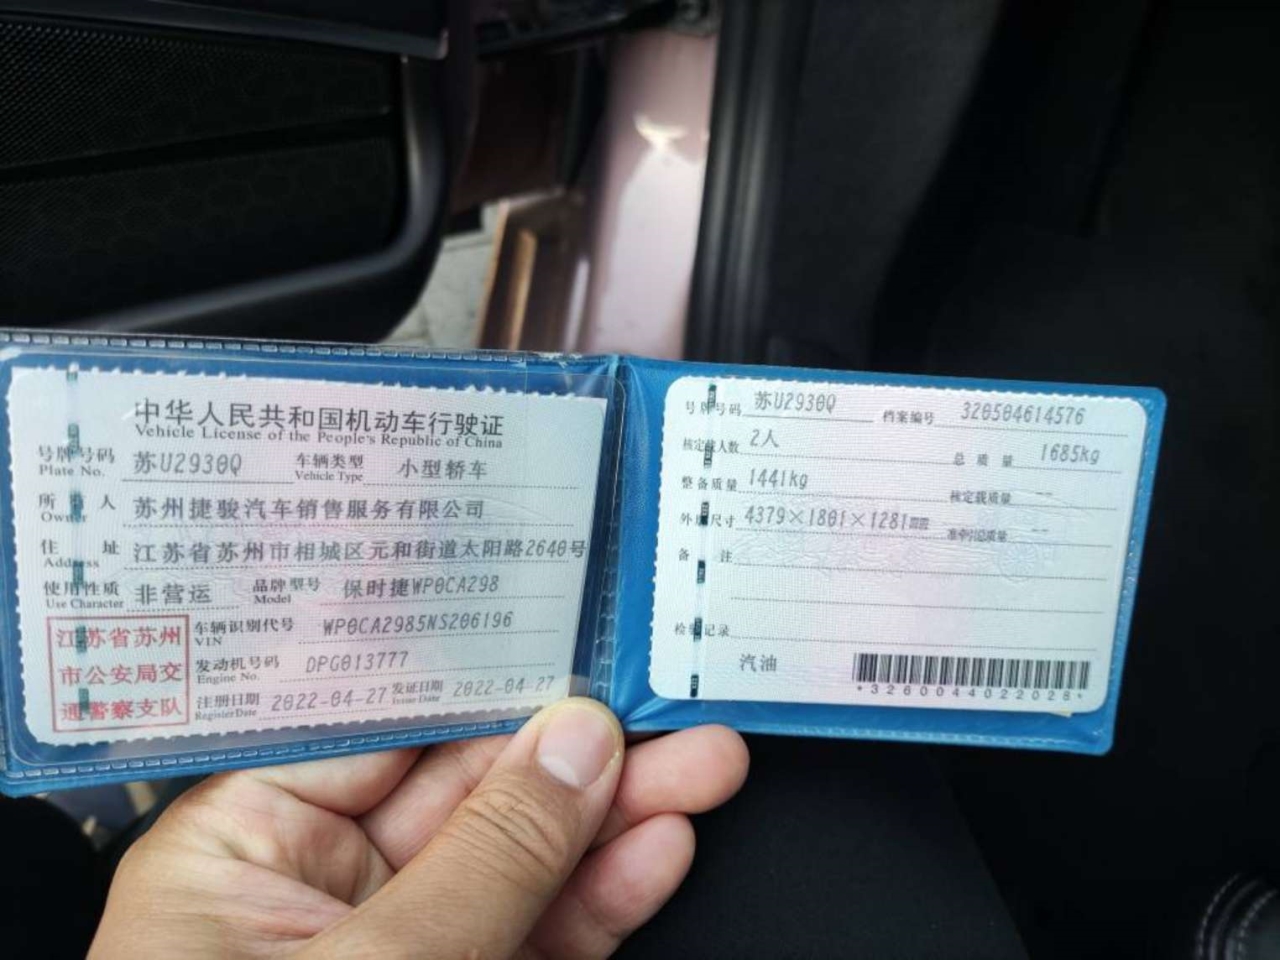 中华人民共和国机动车行驶证
Vehicle License of the People's Republic of China
号牌号码 苏U2930Q 车辆类型 小型轿车
Plate No. Vehicle Type
所有人 苏州捷骏汽车销售服务有限公司
Owner
住址 江苏省苏州市相城区元和街道太阳路2640号
Address
使用性质 非营运 品牌型号 保时捷WP0CA298
Use Character Model
江苏省苏州
市公安局交
通警察支队
车辆识别代号 WP0CA2985NS206196
VIN
发动机号码 DPG013777
Engine No.
注册日期 2022-04-27 发证日期 2022-04-27
Register Date Issue Date
号牌号码 苏U2930Q 档案编号 320504614576
核定载人数 2人 总质量 1685kg
整备质量 1441kg 核定载质量 --
外廓尺寸 4379×1801×1281mm 准牵引总质量 --
备注
检验记录
汽油
*3260044022028*